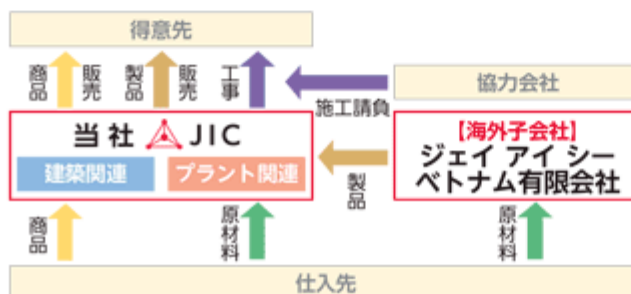 得意先
商品
販売
製品
販売
工事
施工請負
協力会社
当社 JIC
建築関連
プラント関連
製品
【海外子会社】
ジェイ アイ シー
ベトナム有限会社
商品
原材料
原材料
仕入先